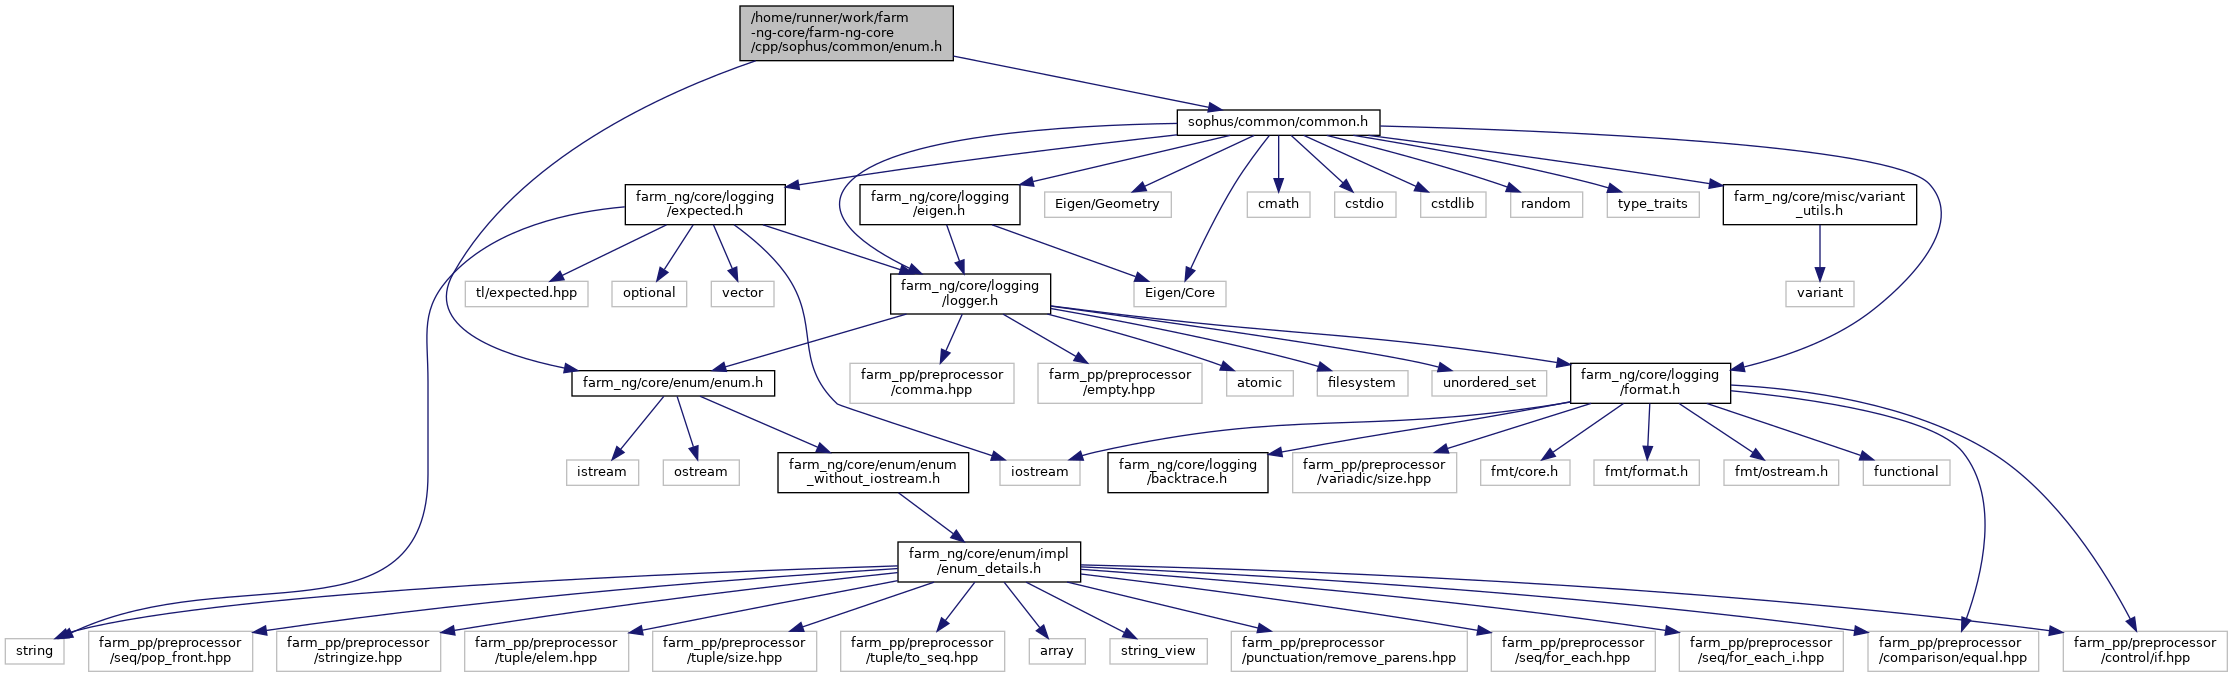 /home/runner/work/farm
-ng-core/farm-ng-core
/cpp/sophus/common/enum.h
sophus/common/common.h
farm_ng/core/logging
/expected.h
farm_ng/core/logging
/eigen.h
Eigen/Geometry
cmath
cstdio
cstdlib
random
type_traits
farm_ng/core/misc/variant
_utils.h
tl/expected.hpp
optional
vector
farm_ng/core/logging
/logger.h
Eigen/Core
variant
farm_ng/core/enum/enum.h
farm_pp/preprocessor
/comma.hpp
farm_pp/preprocessor
/empty.hpp
atomic
filesystem
unordered_set
farm_ng/core/logging
/format.h
istream
ostream
farm_ng/core/enum/enum
_without_iostream.h
iostream
farm_ng/core/logging
/backtrace.h
farm_pp/preprocessor
/variadic/size.hpp
fmt/core.h
fmt/format.h
fmt/ostream.h
functional
farm_ng/core/enum/impl
/enum_details.h
string
farm_pp/preprocessor
/seq/pop_front.hpp
farm_pp/preprocessor
/stringize.hpp
farm_pp/preprocessor
/tuple/elem.hpp
farm_pp/preprocessor
/tuple/size.hpp
farm_pp/preprocessor
/tuple/to_seq.hpp
array
string_view
farm_pp/preprocessor
/punctuation/remove_parens.hpp
farm_pp/preprocessor
/seq/for_each.hpp
farm_pp/preprocessor
/seq/for_each_i.hpp
farm_pp/preprocessor
/comparison/equal.hpp
farm_pp/preprocessor
/control/if.hpp